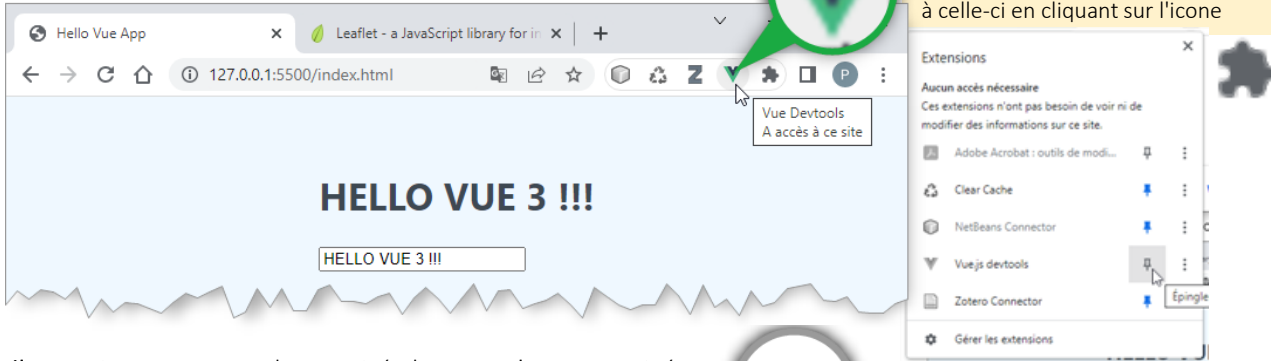 à celle-ci en cliquant sur l'icone
Hello Vue App
Leaflet - a JavaScript library for in
127.0.0.1:5500/index.html
P
Vue Devtools
A accès à ce site
HELLO VUE 3 !!!
HELLO VUE 3 !!!
Extensions
Aucun accès nécessaire
Ces extensions n'ont pas besoin de voir ni de
modifier des informations sur ce site.
Adobe Acrobat : outils de modi...
Clear Cache
NetBeans Connector
Vue.js devtools
Zotero Connector
Épingle
Gérer les extensions